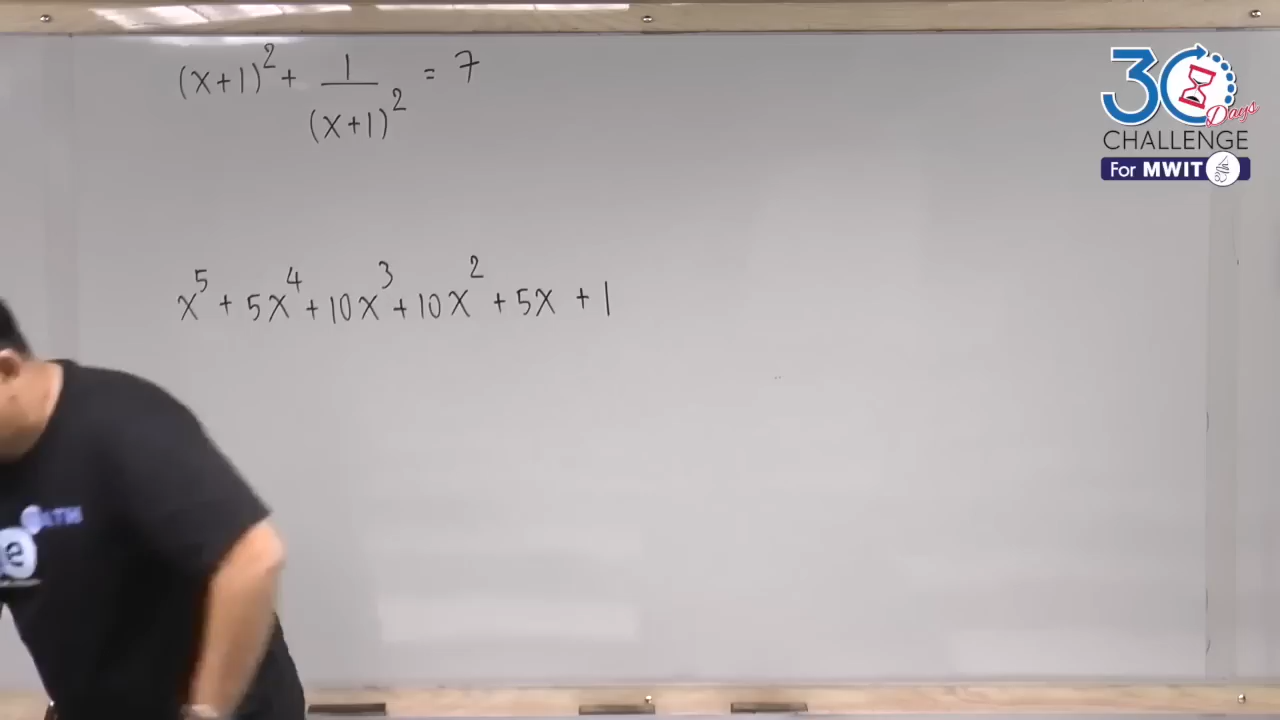 (x+1)² + 1/(x+1)² = 7
x⁵ + 5x⁴ + 10x³ + 10x² + 5x + 1
30 Days
CHALLENGE
For MWIT
e